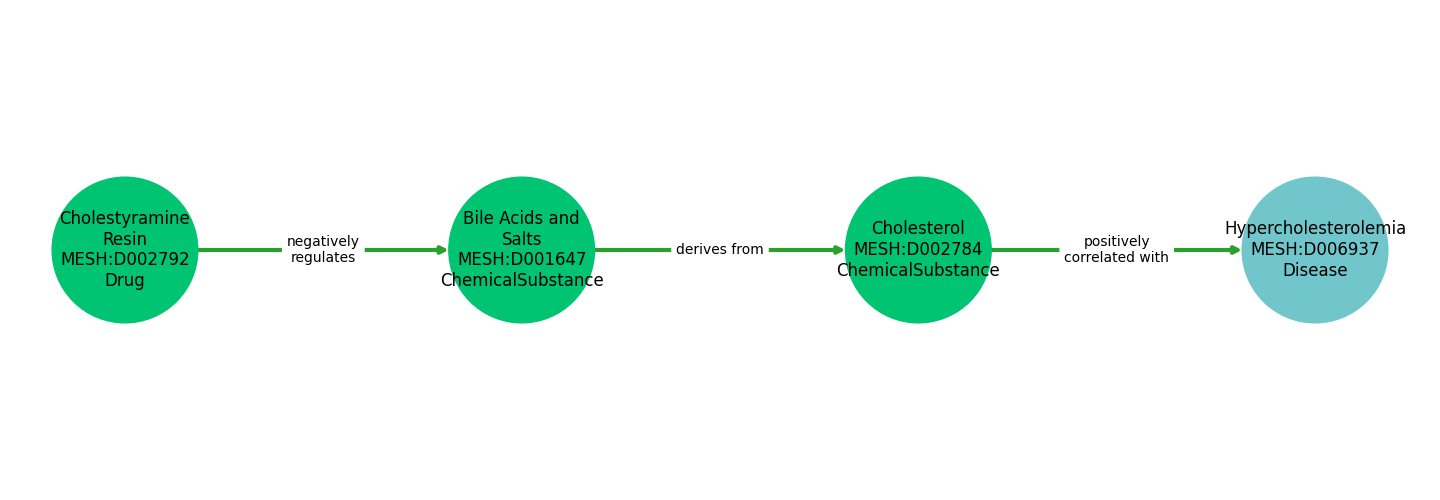 Cholestyramine
Resin
MESH:D002792
Drug
negatively
regulates
Bile Acids and
Salts
MESH:D001647
ChemicalSubstance
derives from
Cholesterol
MESH:D002784
ChemicalSubstance
positively
correlated with
Hypercholesterolemia
MESH:D006937
Disease